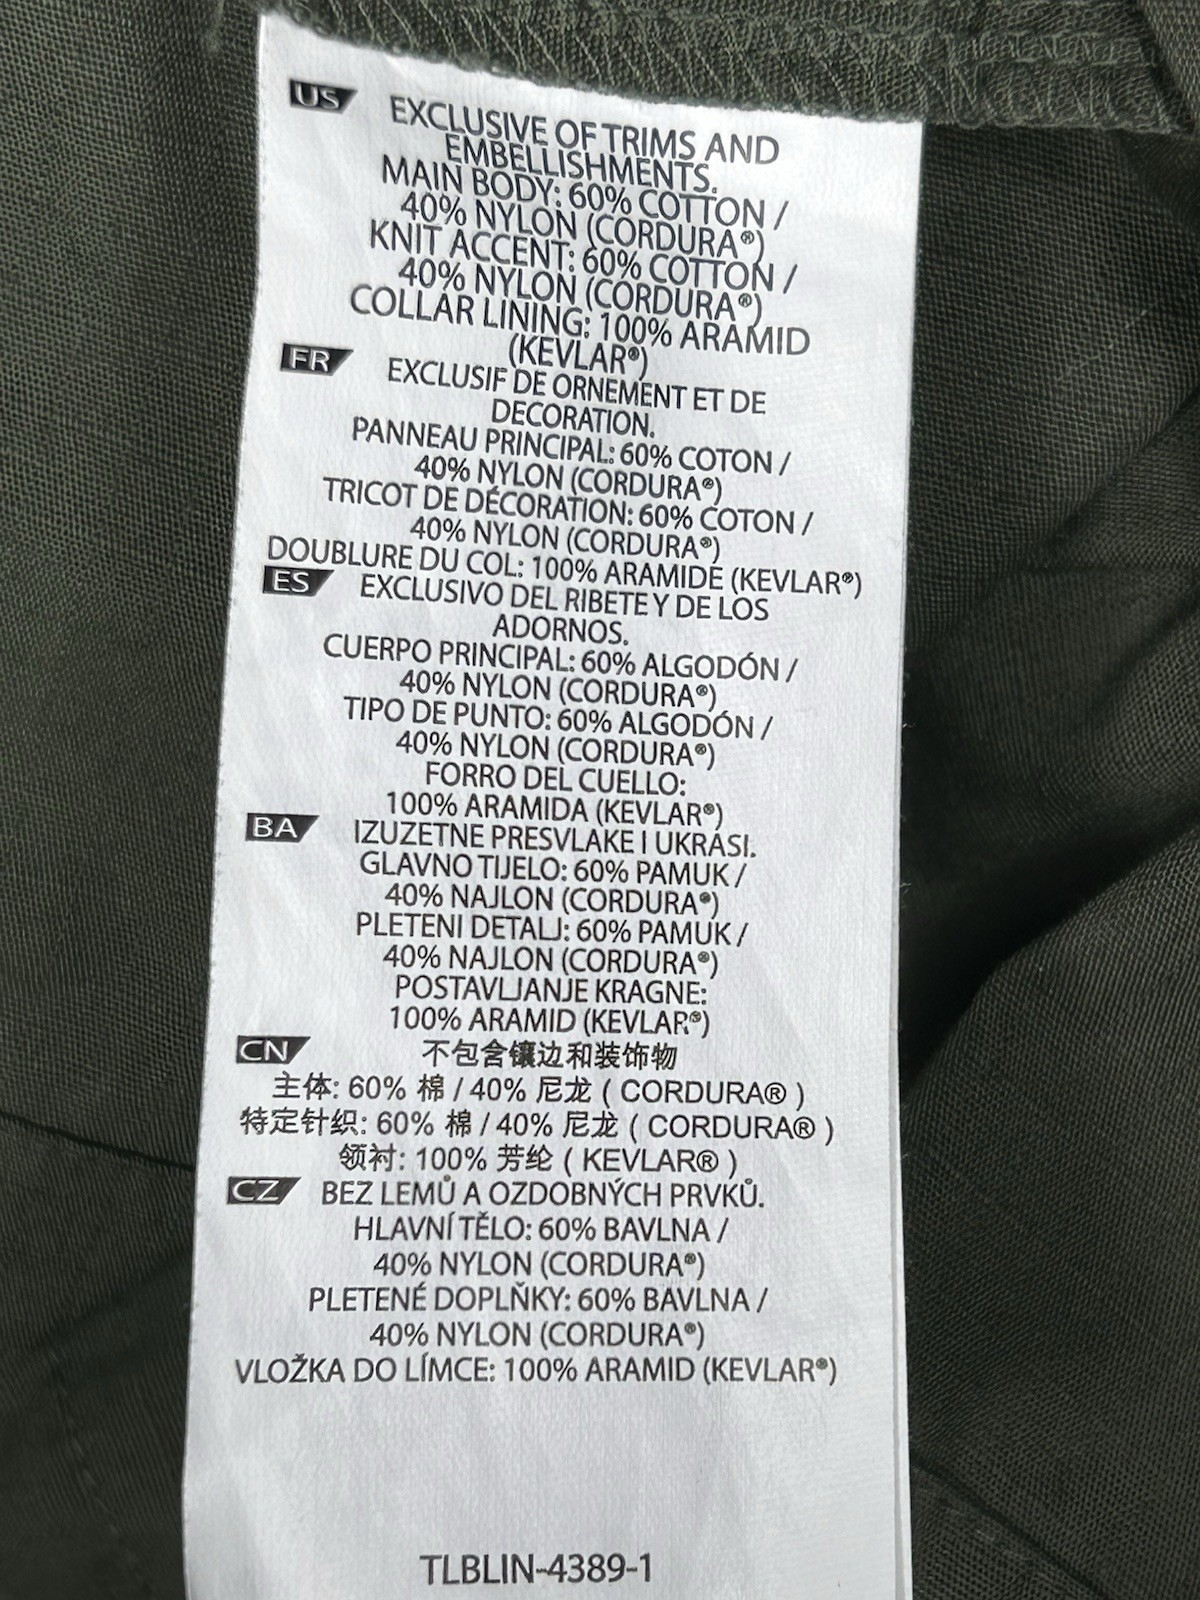 US EXCLUSIVE OF TRIMS AND
EMBELLISHMENTS.
MAIN BODY: 60% COTTON /
40% NYLON (CORDURA®)
KNIT ACCENT: 60% COTTON /
40% NYLON (CORDURA®)
COLLAR LINING: 100% ARAMID
(KEVLAR®)
FR EXCLUSIF DE ORNEMENT ET DE
DECORATION.
PANNEAU PRINCIPAL: 60% COTON /
40% NYLON (CORDURA®)
TRICOT DE DÉCORATION: 60% COTON /
40% NYLON (CORDURA®)
DOUBLURE DU COL: 100% ARAMIDE (KEVLAR®)
ES EXCLUSIVO DEL RIBETE Y DE LOS
ADORNOS.
CUERPO PRINCIPAL: 60% ALGODÓN /
40% NYLON (CORDURA®)
TIPO DE PUNTO: 60% ALGODÓN /
40% NYLON (CORDURA®)
FORRO DEL CUELLO:
100% ARAMIDA (KEVLAR®)
BA IZUZETNE PRESVLAKE I UKRASI.
GLAVNO TIJELO: 60% PAMUK /
40% NAJLON (CORDURA®)
PLETENI DETALJ: 60% PAMUK /
40% NAJLON (CORDURA®)
POSTAVLJANJE KRAGNE:
100% ARAMID (KEVLAR®)
CN 不包含镶边和装饰物
主体: 60% 棉 / 40% 尼龙 ( CORDURA® )
特定针织: 60% 棉 / 40% 尼龙 ( CORDURA® )
领衬: 100% 芳纶 ( KEVLAR® )
CZ BEZ LEMŮ A OZDOBNÝCH PRVKŮ.
HLAVNÍ TĚLO: 60% BAVLNA /
40% NYLON (CORDURA®)
PLETENÉ DOPLŇKY: 60% BAVLNA /
40% NYLON (CORDURA®)
VLOŽKA DO LÍMCE: 100% ARAMID (KEVLAR®)
TLBLIN-4389-1